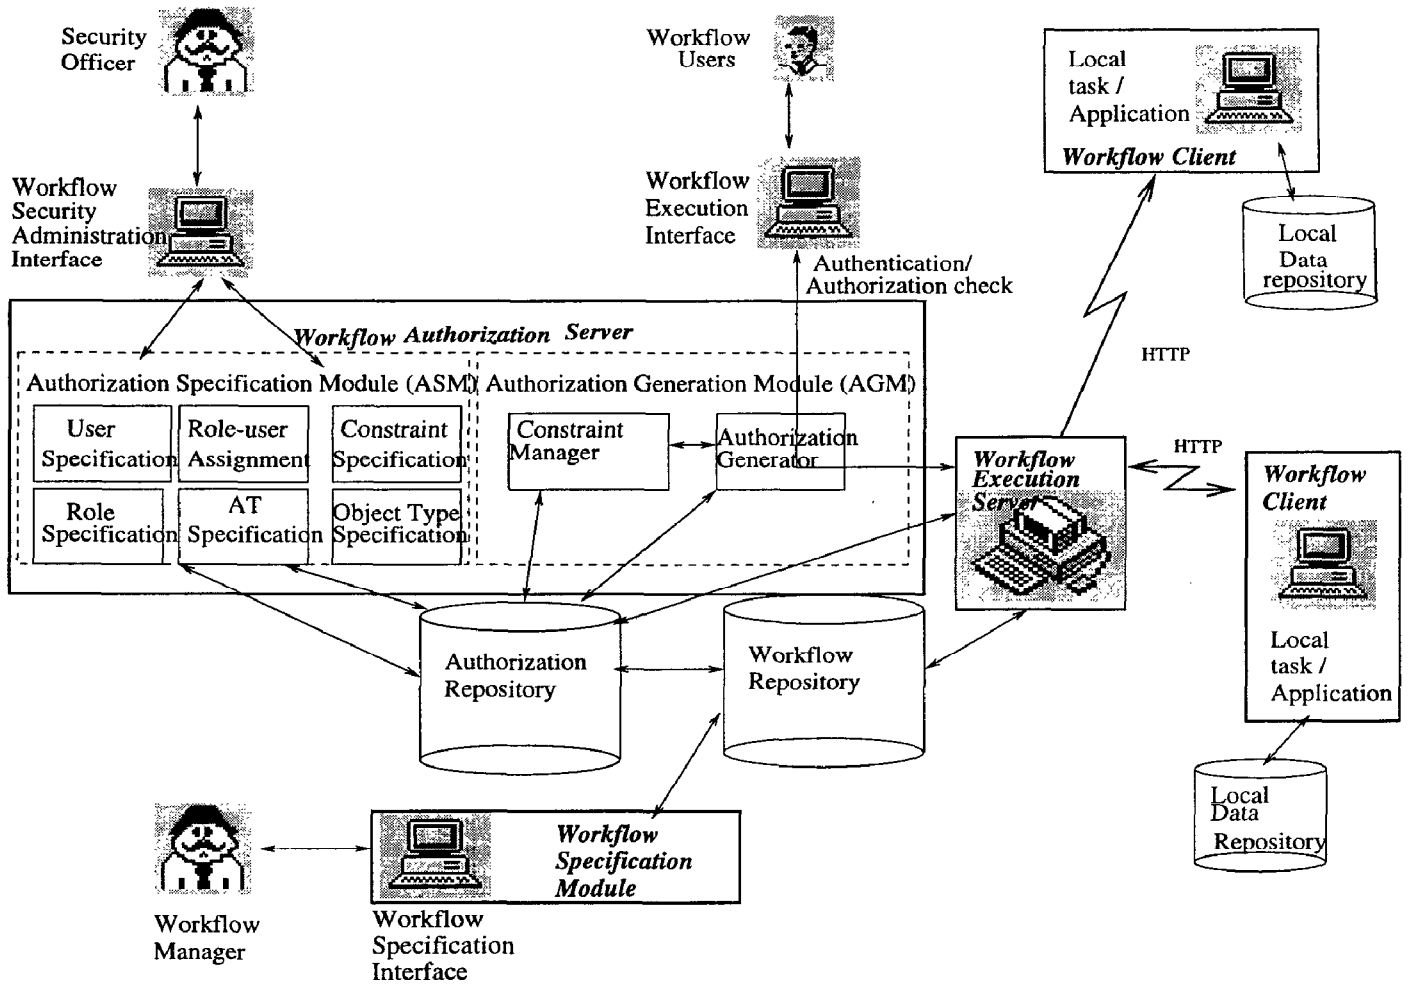 Security
Officer
Workflow
Users
Local
task /
Application
Workflow Client
Workflow
Security
Administration
Interface
Workflow
Execution
Interface
Local
Data
repository
Authentication/
Authorization check
Workflow Authorization Server
HTTP
Authorization Specification Module (ASM)
Authorization Generation Module (AGM)
User
Specification
Role-user
Assignment
Constraint
Specification
Constraint
Manager
Authorization
Generator
Role
Specification
AT
Specification
Object Type
Specification
Workflow
Execution
Server
HTTP
Workflow
Client
Local
task /
Application
Authorization
Repository
Workflow
Repository
Local
Data
Repository
Workflow
Specification
Module
Workflow
Manager
Workflow
Specification
Interface